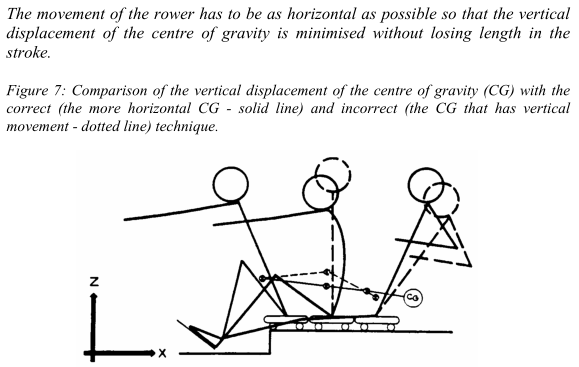 The movement of the rower has to be as horizontal as possible so that the vertical
displacement of the centre of gravity is minimised without losing length in the
stroke.
Figure 7: Comparison of the vertical displacement of the centre of gravity (CG) with the
correct (the more horizontal CG - solid line) and incorrect (the CG that has vertical
movement - dotted line) technique.
CG
Z
X